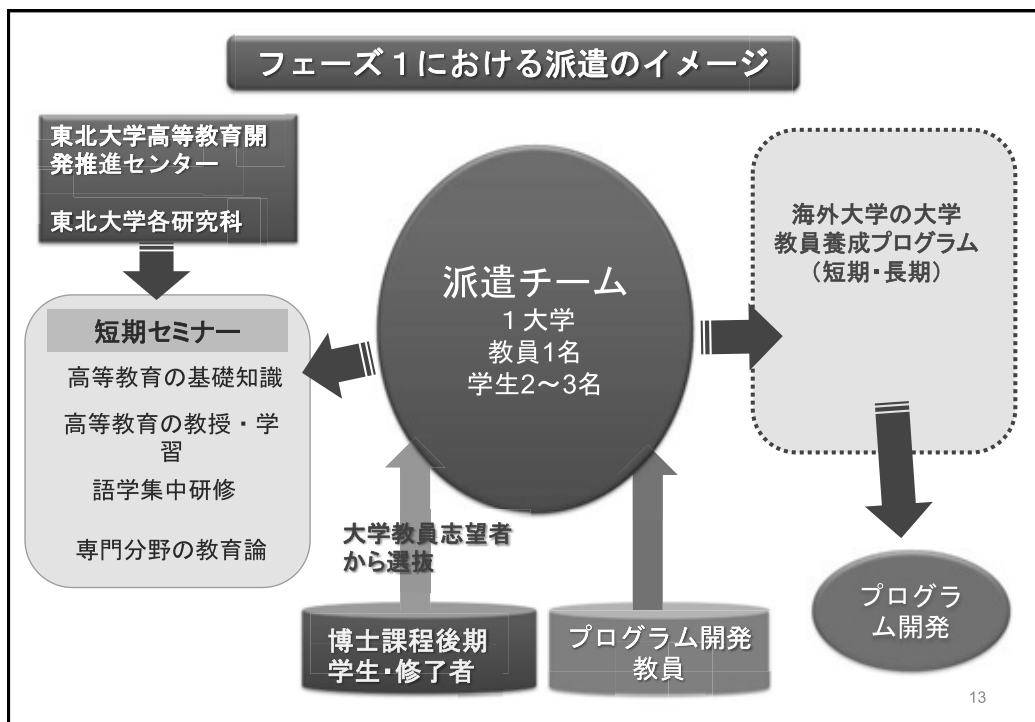 フェーズ１における派遣のイメージ
東北大学高等教育開
発推進センター
東北大学各研究科
短期セミナー
高等教育の基礎知識
高等教育の教授・学
習
語学集中研修
専門分野の教育論
派遣チーム
１大学
教員1名
学生2～3名
海外大学の大学
教員養成プログラム
（短期・長期）
大学教員志望者
から選抜
博士課程後期
学生・修了者
プログラム開発
教員
プログラ
ム開発
13